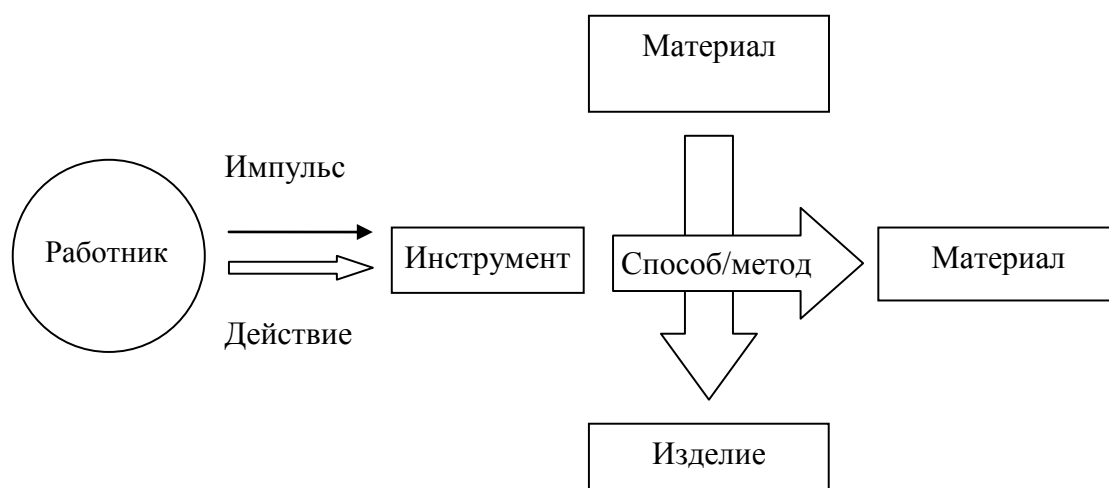 Материал
Импульс
Работник
Инструмент
Способ/метод
Материал
Действие
Изделие